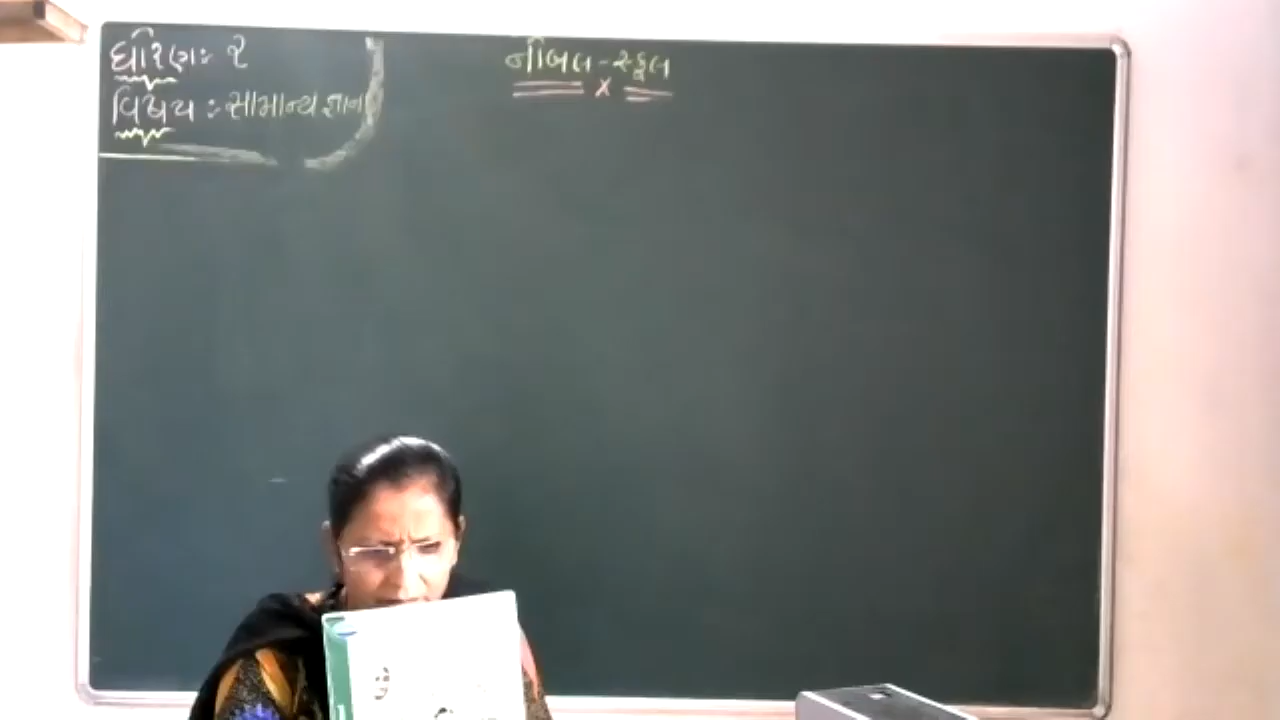 ધોરણઃ ૨
વિષય :- સામાન્ય જ્ઞાન
નોબલ - સ્કૂલ